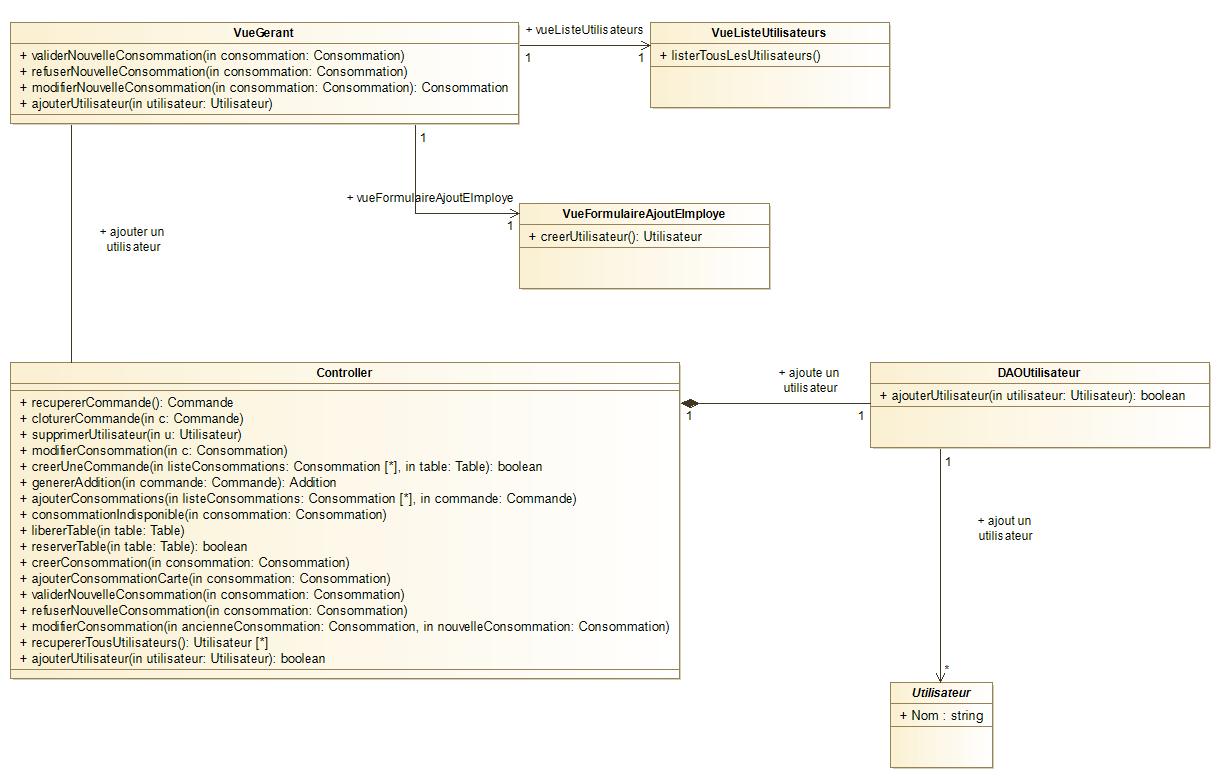 VueGerant
+ validerNouvelleConsommation(in consommation: Consommation)
+ refuserNouvelleConsommation(in consommation: Consommation)
+ modifierNouvelleConsommation(in consommation: Consommation): Consommation
+ ajouterUtilisateur(in utilisateur: Utilisateur)
+ vueListeUtilisateurs
1
1
VueListeUtilisateurs
+ listerTousLesUtilisateurs()
1
+ vueFormulaireAjoutEImploye
1
VueFormulaireAjoutEImploye
+ creerUtilisateur(): Utilisateur
+ ajouter un
utilisateur
Controller
+ recupererCommande(): Commande
+ cloturerCommande(in c: Commande)
+ supprimerUtilisateur(in u: Utilisateur)
+ modifierConsommation(in c: Consommation)
+ creerUneCommande(in listeConsommations: Consommation [*], in table: Table): boolean
+ genererAddition(in commande: Commande): Addition
+ ajouterConsommations(in listeConsommations: Consommation [*], in commande: Commande)
+ consommationIndisponible(in consommation: Consommation)
+ libererTable(in table: Table)
+ reserverTable(in table: Table): boolean
+ creerConsommation(in consommation: Consommation)
+ ajouterConsommationCarte(in consommation: Consommation)
+ validerNouvelleConsommation(in consommation: Consommation)
+ refuserNouvelleConsommation(in consommation: Consommation)
+ modifierConsommation(in ancienneConsommation: Consommation, in nouvelleConsommation: Consommation)
+ recupererTousUtilisateurs(): Utilisateur [*]
+ ajouterUtilisateur(in utilisateur: Utilisateur): boolean
+ ajoute un
utilisateur
1
1
DAOUtilisateur
+ ajouterUtilisateur(in utilisateur: Utilisateur): boolean
1
+ ajout un
utilisateur
*
Utilisateur
+ Nom : string